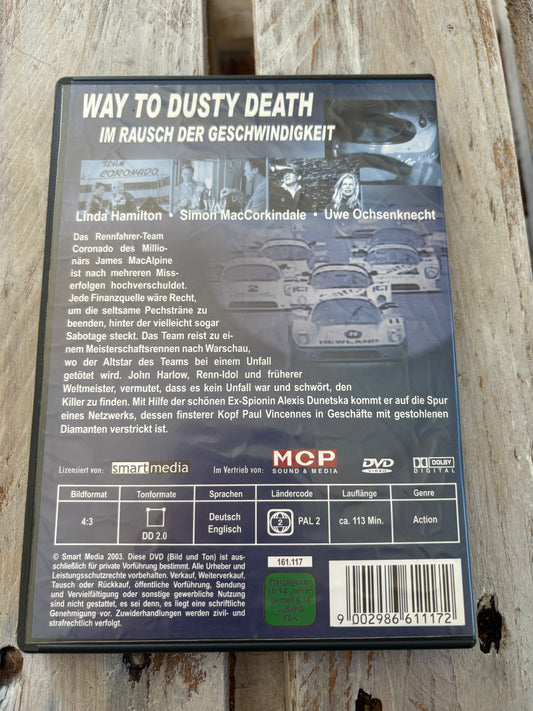 WAY TO DUSTY DEATH
IM RAUSCH DER GESCHWINDIGKEIT
TEAM
CORONADO
Linda Hamilton • Simon MacCorkindale • Uwe Ochsenknecht
Das Rennfahrer-Team
Coronado des Millio-
närs James MacAlpine
ist nach mehreren Miss-
erfolgen hochverschuldet.
Jede Finanzquelle wäre Recht,
um die seltsame Pechsträne zu
beenden, hinter der vielleicht sogar
Sabotage steckt. Das Team reist zu ei-
nem Meisterschaftsrennen nach Warschau,
wo der Altstar des Teams bei einem Unfall
getötet wird. John Harlow, Renn-Idol und früherer
Weltmeister, vermutet, dass es kein Unfall war und schwört, den
Killer zu finden. Mit Hilfe der schönen Ex-Spionin Alexis Dunetska kommt er auf die Spur
eines Netzwerks, dessen finsterer Kopf Paul Vincennes in Geschäfte mit gestohlenen
Diamanten verstrickt ist.
2
NEWLAND
Lizensiert von: smart media Im Vertrieb von: MCP SOUND & MEDIA DVD VIDEO DOLBY DIGITAL
Bildformat Tonformate Sprachen Ländercode Lauflänge Genre
4:3 DD 2.0 Deutsch Englisch 2 PAL 2 ca. 113 Min. Action
© Smart Media 2003. Diese DVD (Bild und Ton) ist aus-
schließlich für private Vorführung bestimmt. Alle Urheber und
Leistungsschutzrechte vorbehalten. Verkauf, Weiterverkauf,
Tausch oder Rückkauf, öffentliche Vorführung, Sendung
und Vervielfältigung oder sonstige gewerbliche Nutzung
sind nicht gestattet, es sei denn, es liegt eine schriftliche
Genehmigung vor. Zuwiderhandlungen werden zivil- und
strafrechtlich verfolgt.
161.117
Freigegeben
ab 12 Jahren
gemäß § 14
JuSchG
FSK
9 002986 611172